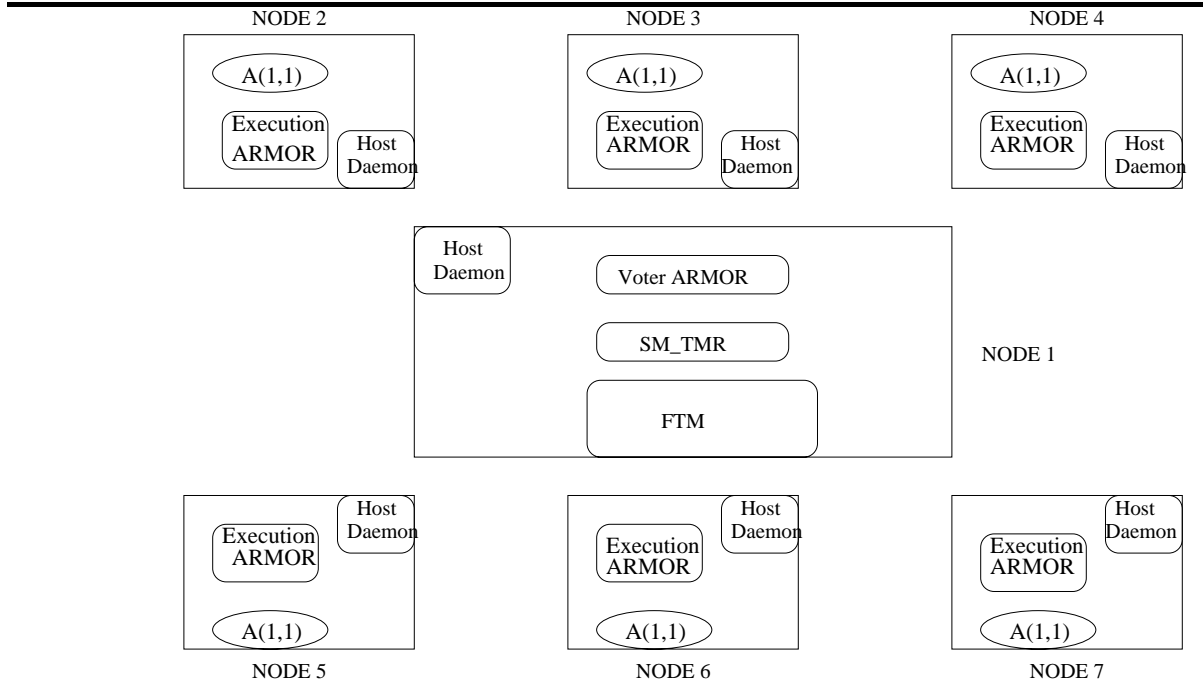 NODE 2
NODE 3
NODE 4
A(1,1)
Execution
ARMOR
Host
Daemon
A(1,1)
Execution
ARMOR
Host
Daemon
A(1,1)
Execution
ARMOR
Host
Daemon
Host
Daemon
Voter ARMOR
SM_TMR
FTM
NODE 1
Execution
ARMOR
Host
Daemon
A(1,1)
Execution
ARMOR
Host
Daemon
A(1,1)
Execution
ARMOR
Host
Daemon
A(1,1)
NODE 5
NODE 6
NODE 7